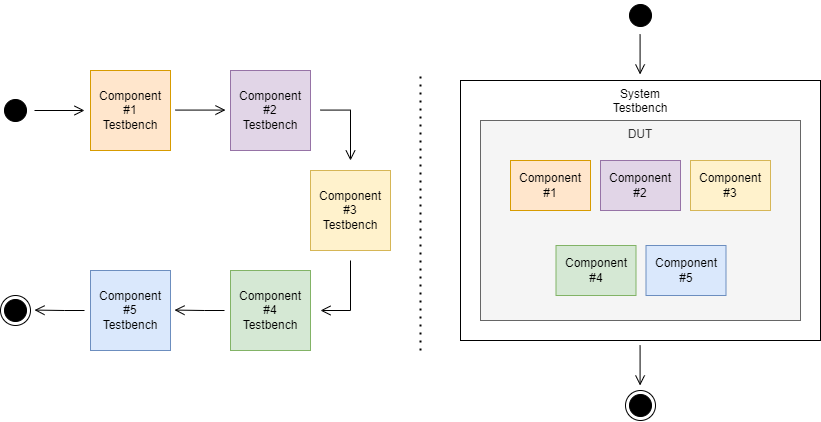 Component
#1
Testbench
Component
#2
Testbench
Component
#3
Testbench
Component
#5
Testbench
Component
#4
Testbench
System
Testbench
DUT
Component
#1
Component
#2
Component
#3
Component
#4
Component
#5